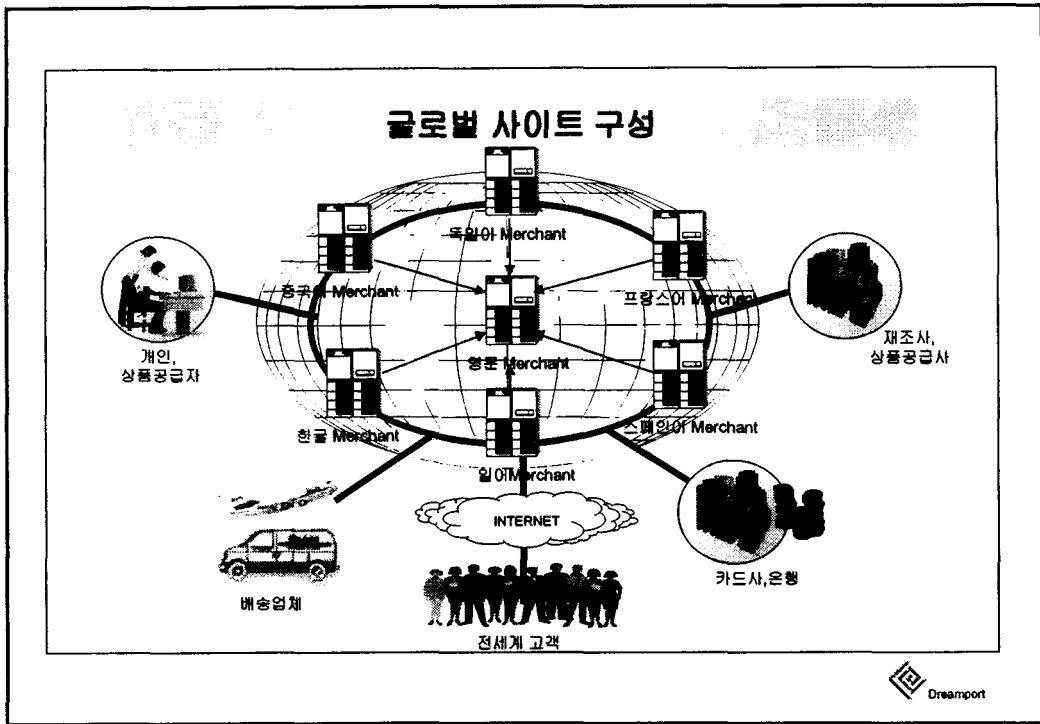 글로벌 사이트 구성
독일어 Merchant
중국어 Merchant
프랑스어 Merchant
개인,
상품공급자
재조사,
상품공급사
영문 Merchant
한글 Merchant
스페인어 Merchant
일어Merchant
INTERNET
배송업체
카드사,은행
전세계 고객
Dreamport